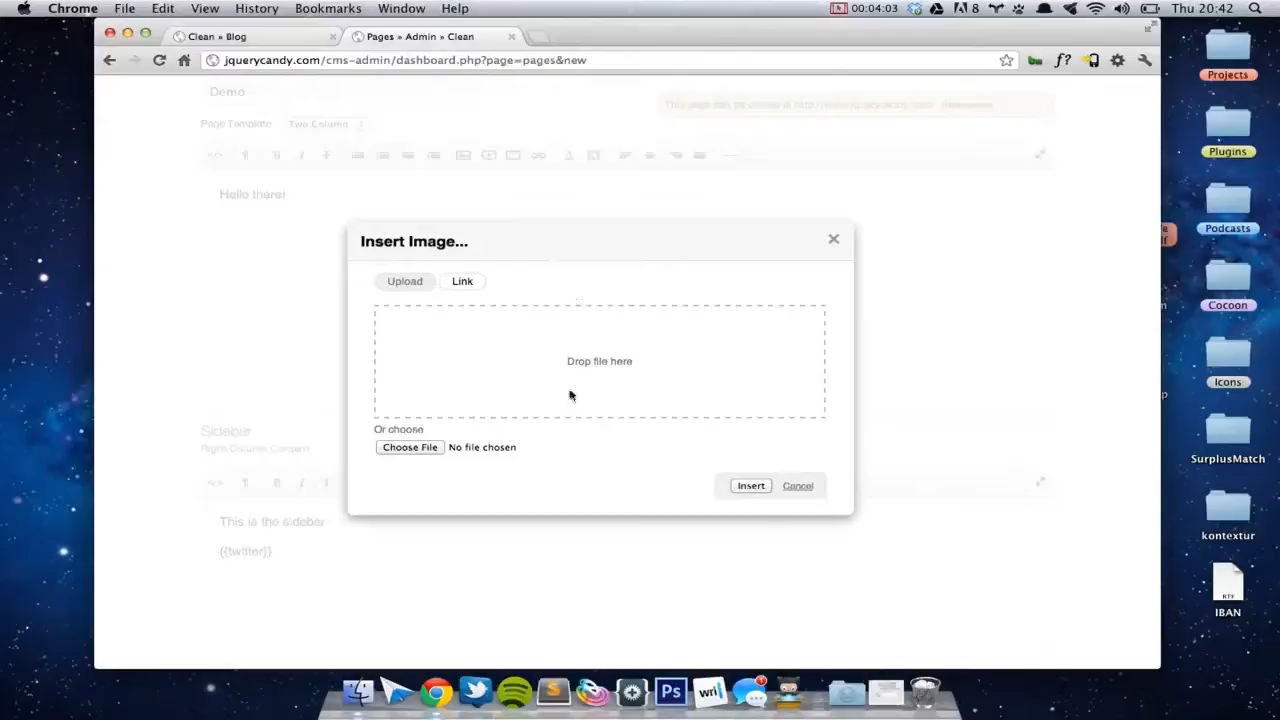 Chrome File Edit View History Bookmarks Window Help 00:04:03 8 Thu 20:42
Clean » Blog
Pages » Admin » Clean
jquerycandy.com/cms-admin/dashboard.php?page=pages&new
f?
Demo
Page Template Two Column
Hello there!
Insert Image...
Upload Link
Drop file here
Or choose
Choose File No file chosen
Insert Cancel
Sidebar
Right Column Content
This is the sidebar
{{twitter}}
Projects
Plugins
Podcasts
Cocoon
Icons
SurplusMatch
kontextur
RTF
IBAN
S
Ps
wri